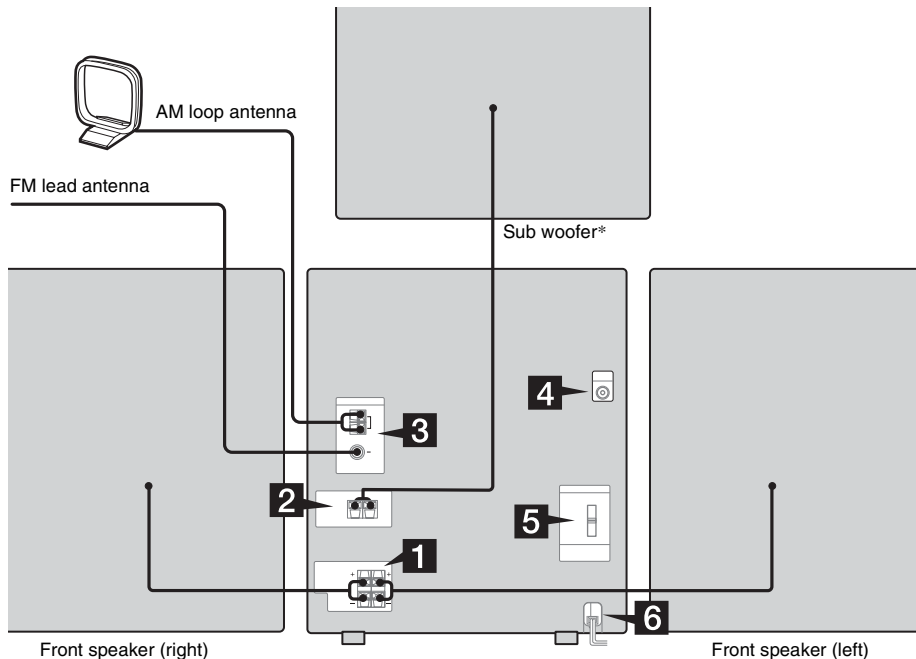 AM loop antenna
FM lead antenna
Sub woofer*
4
3
2
5
1
+ +
– –
6
Front speaker (right)
Front speaker (left)